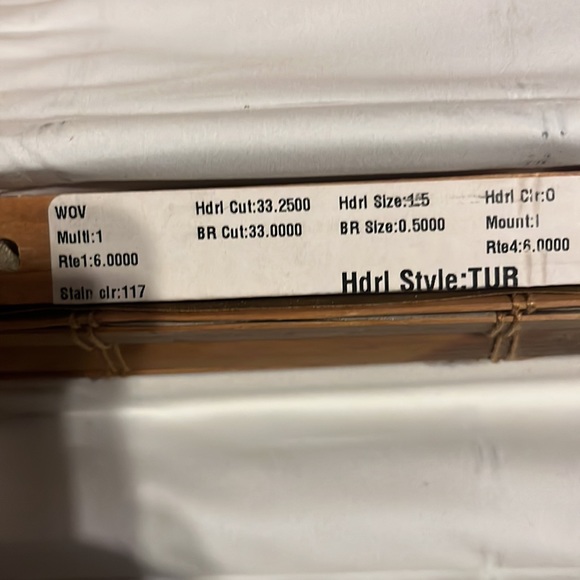 WOV Hdrl Cut:33.2500 Hdrl Size:1.5 Hdrl Clr:0
Multi:1 BR Cut:33.0000 BR Size:0.5000 Mount:I
Rte1:6.0000 Rte4:6.0000
Stain clr:117 Hdrl Style:TUR